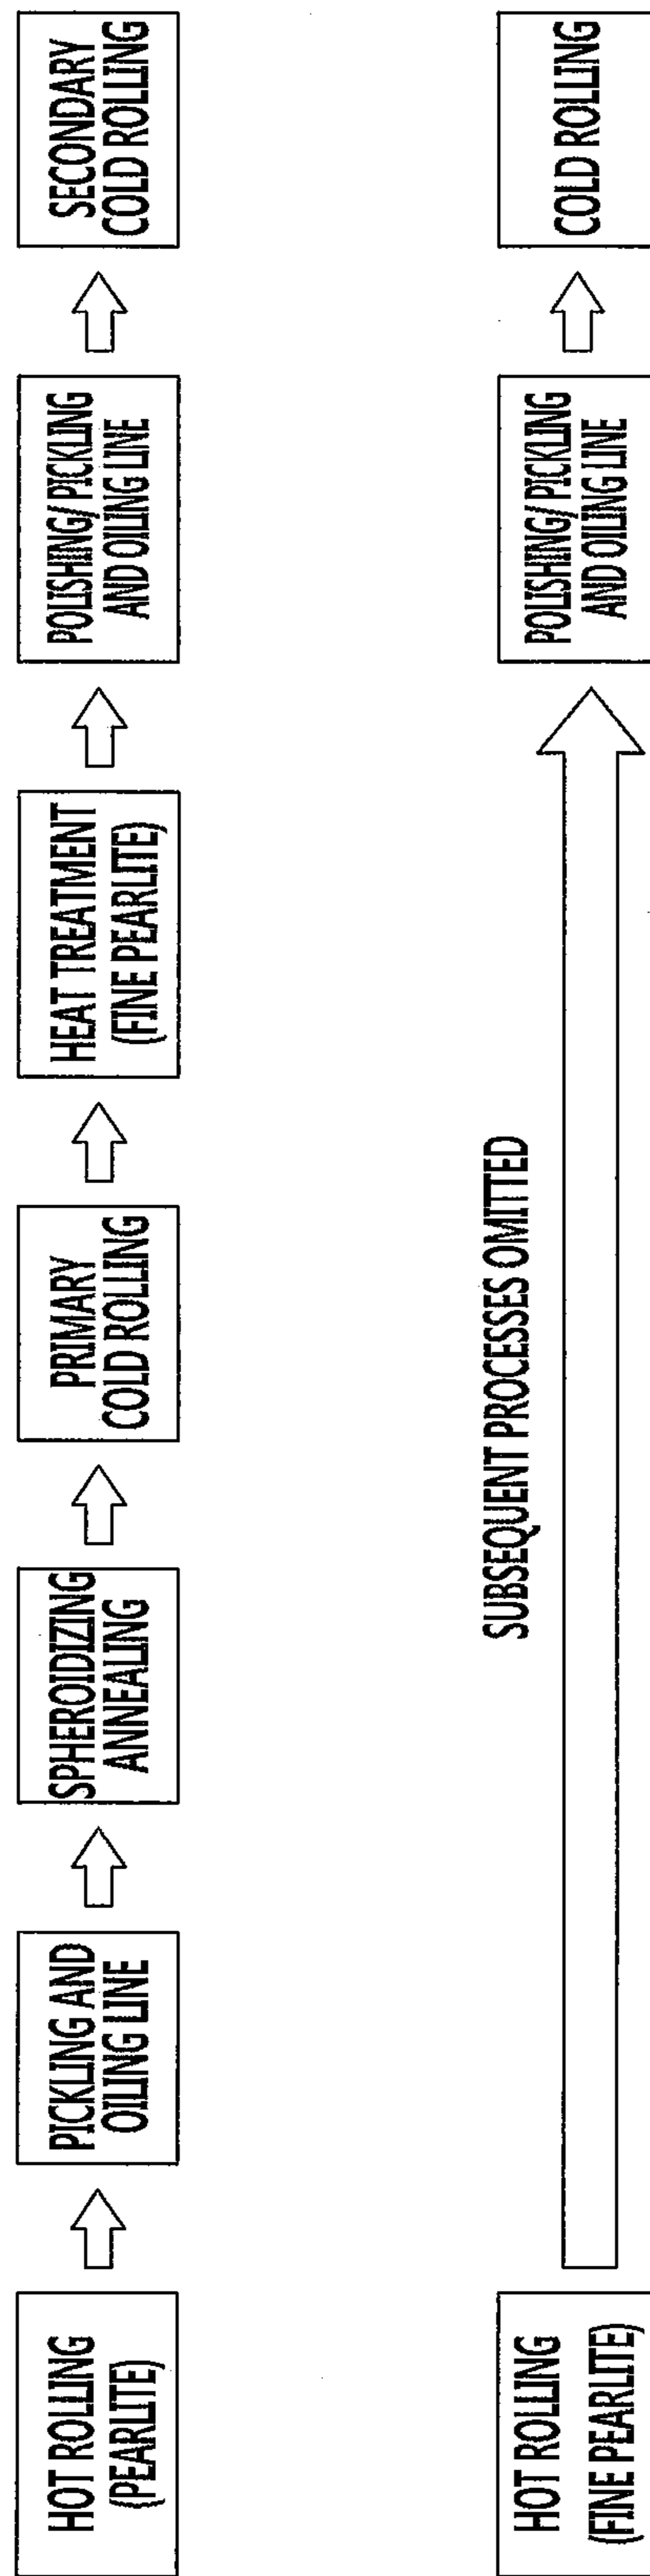 HOT ROLLING
(PEARLITE)
PICKLING AND
OILING LINE
SPHEROIDIZING
ANNEALING
PRIMARY
COLD ROLLING
HEAT TREATMENT
(FINE PEARLITE)
POLISHING/PICKLING
AND OILING LINE
SECONDARY
COLD ROLLING
HOT ROLLING
(FINE PEARLITE)
SUBSEQUENT PROCESSES OMITTED
POLISHING/PICKLING
AND OILING LINE
COLD ROLLING